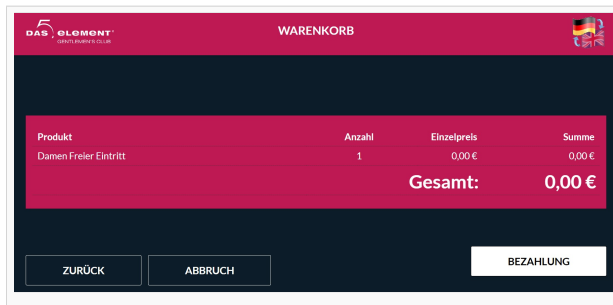 DAS 5. ELEMENT
GENTLEMEN'S CLUB
WARENKORB
Produkt Anzahl Einzelpreis Summe
Damen Freier Eintritt 1 0,00 € 0,00 €
Gesamt: 0,00 €
ZURÜCK ABBRUCH BEZAHLUNG